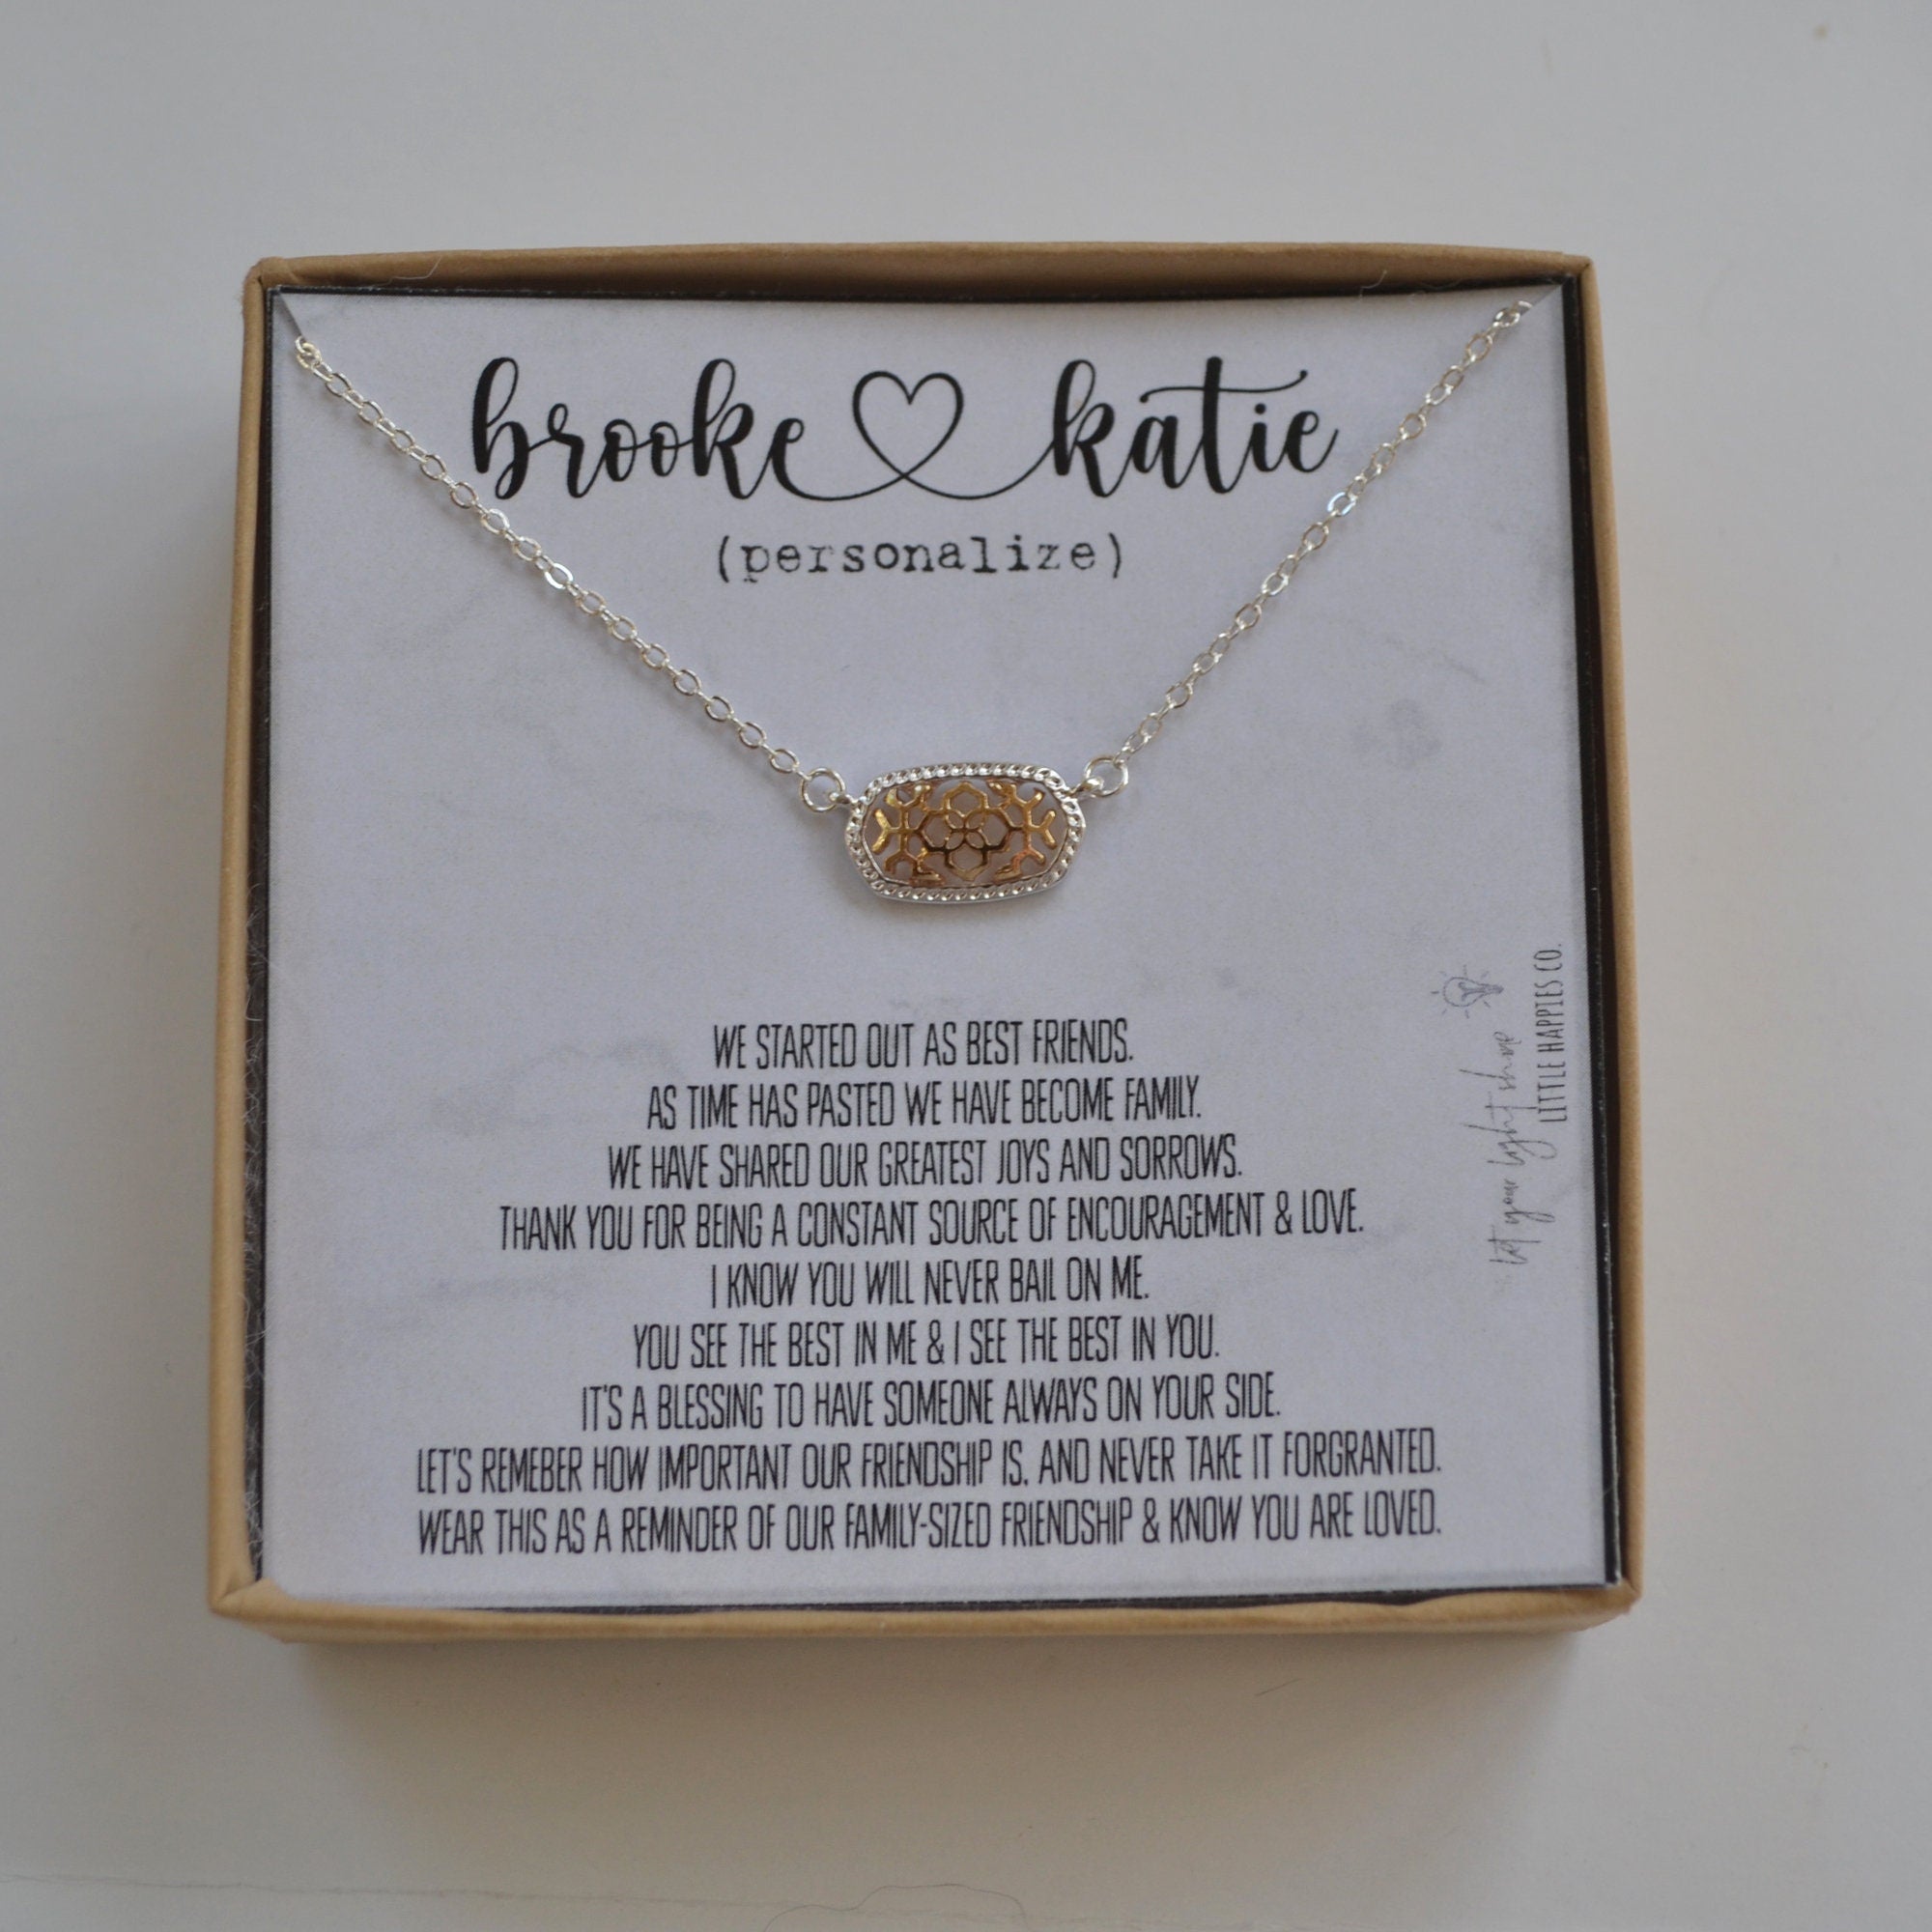 brooke katie
(personalize)
WE STARTED OUT AS BEST FRIENDS.
AS TIME HAS PASTED WE HAVE BECOME FAMILY.
WE HAVE SHARED OUR GREATEST JOYS AND SORROWS.
THANK YOU FOR BEING A CONSTANT SOURCE OF ENCOURAGEMENT & LOVE.
I KNOW YOU WILL NEVER BAIL ON ME.
YOU SEE THE BEST IN ME & I SEE THE BEST IN YOU.
IT'S A BLESSING TO HAVE SOMEONE ALWAYS ON YOUR SIDE.
LET'S REMEBER HOW IMPORTANT OUR FRIENDSHIP IS, AND NEVER TAKE IT FORGRANTED.
WEAR THIS AS A REMINDER OF OUR FAMILY-SIZED FRIENDSHIP & KNOW YOU ARE LOVED.
let your light shine
LITTLE HAPPIES CO.